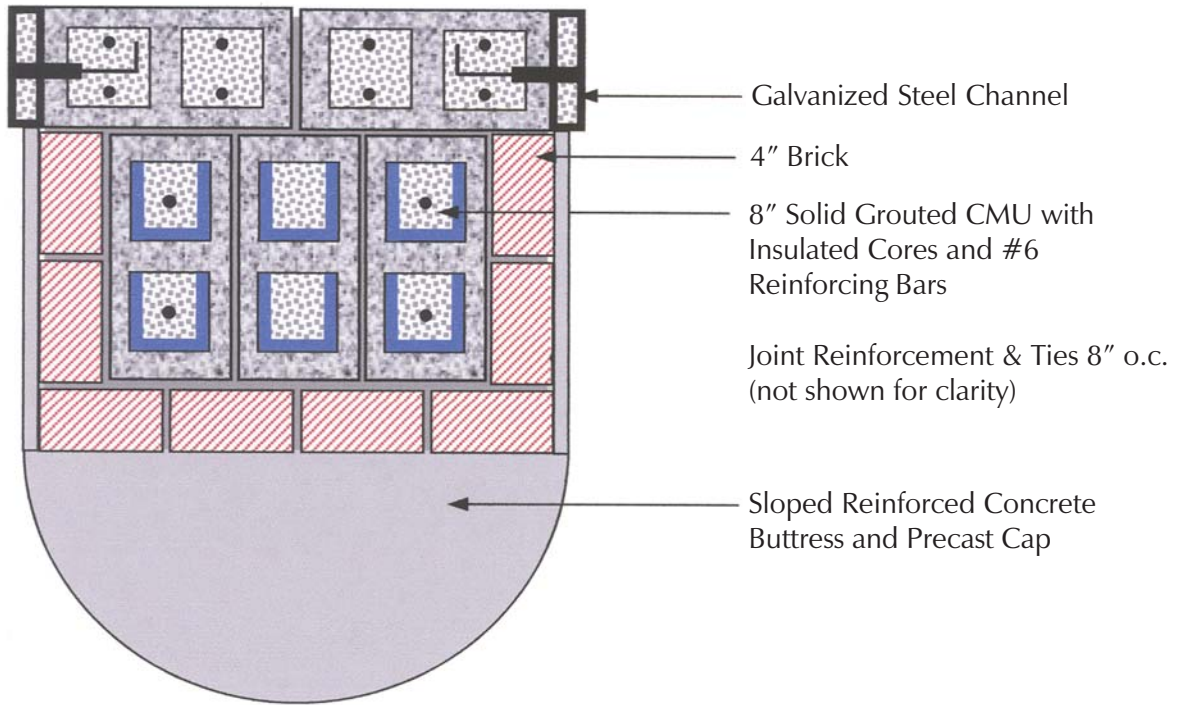 Galvanized Steel Channel
4″ Brick
8″ Solid Grouted CMU with
Insulated Cores and #6
Reinforcing Bars
Joint Reinforcement & Ties 8″ o.c.
(not shown for clarity)
Sloped Reinforced Concrete
Buttress and Precast Cap